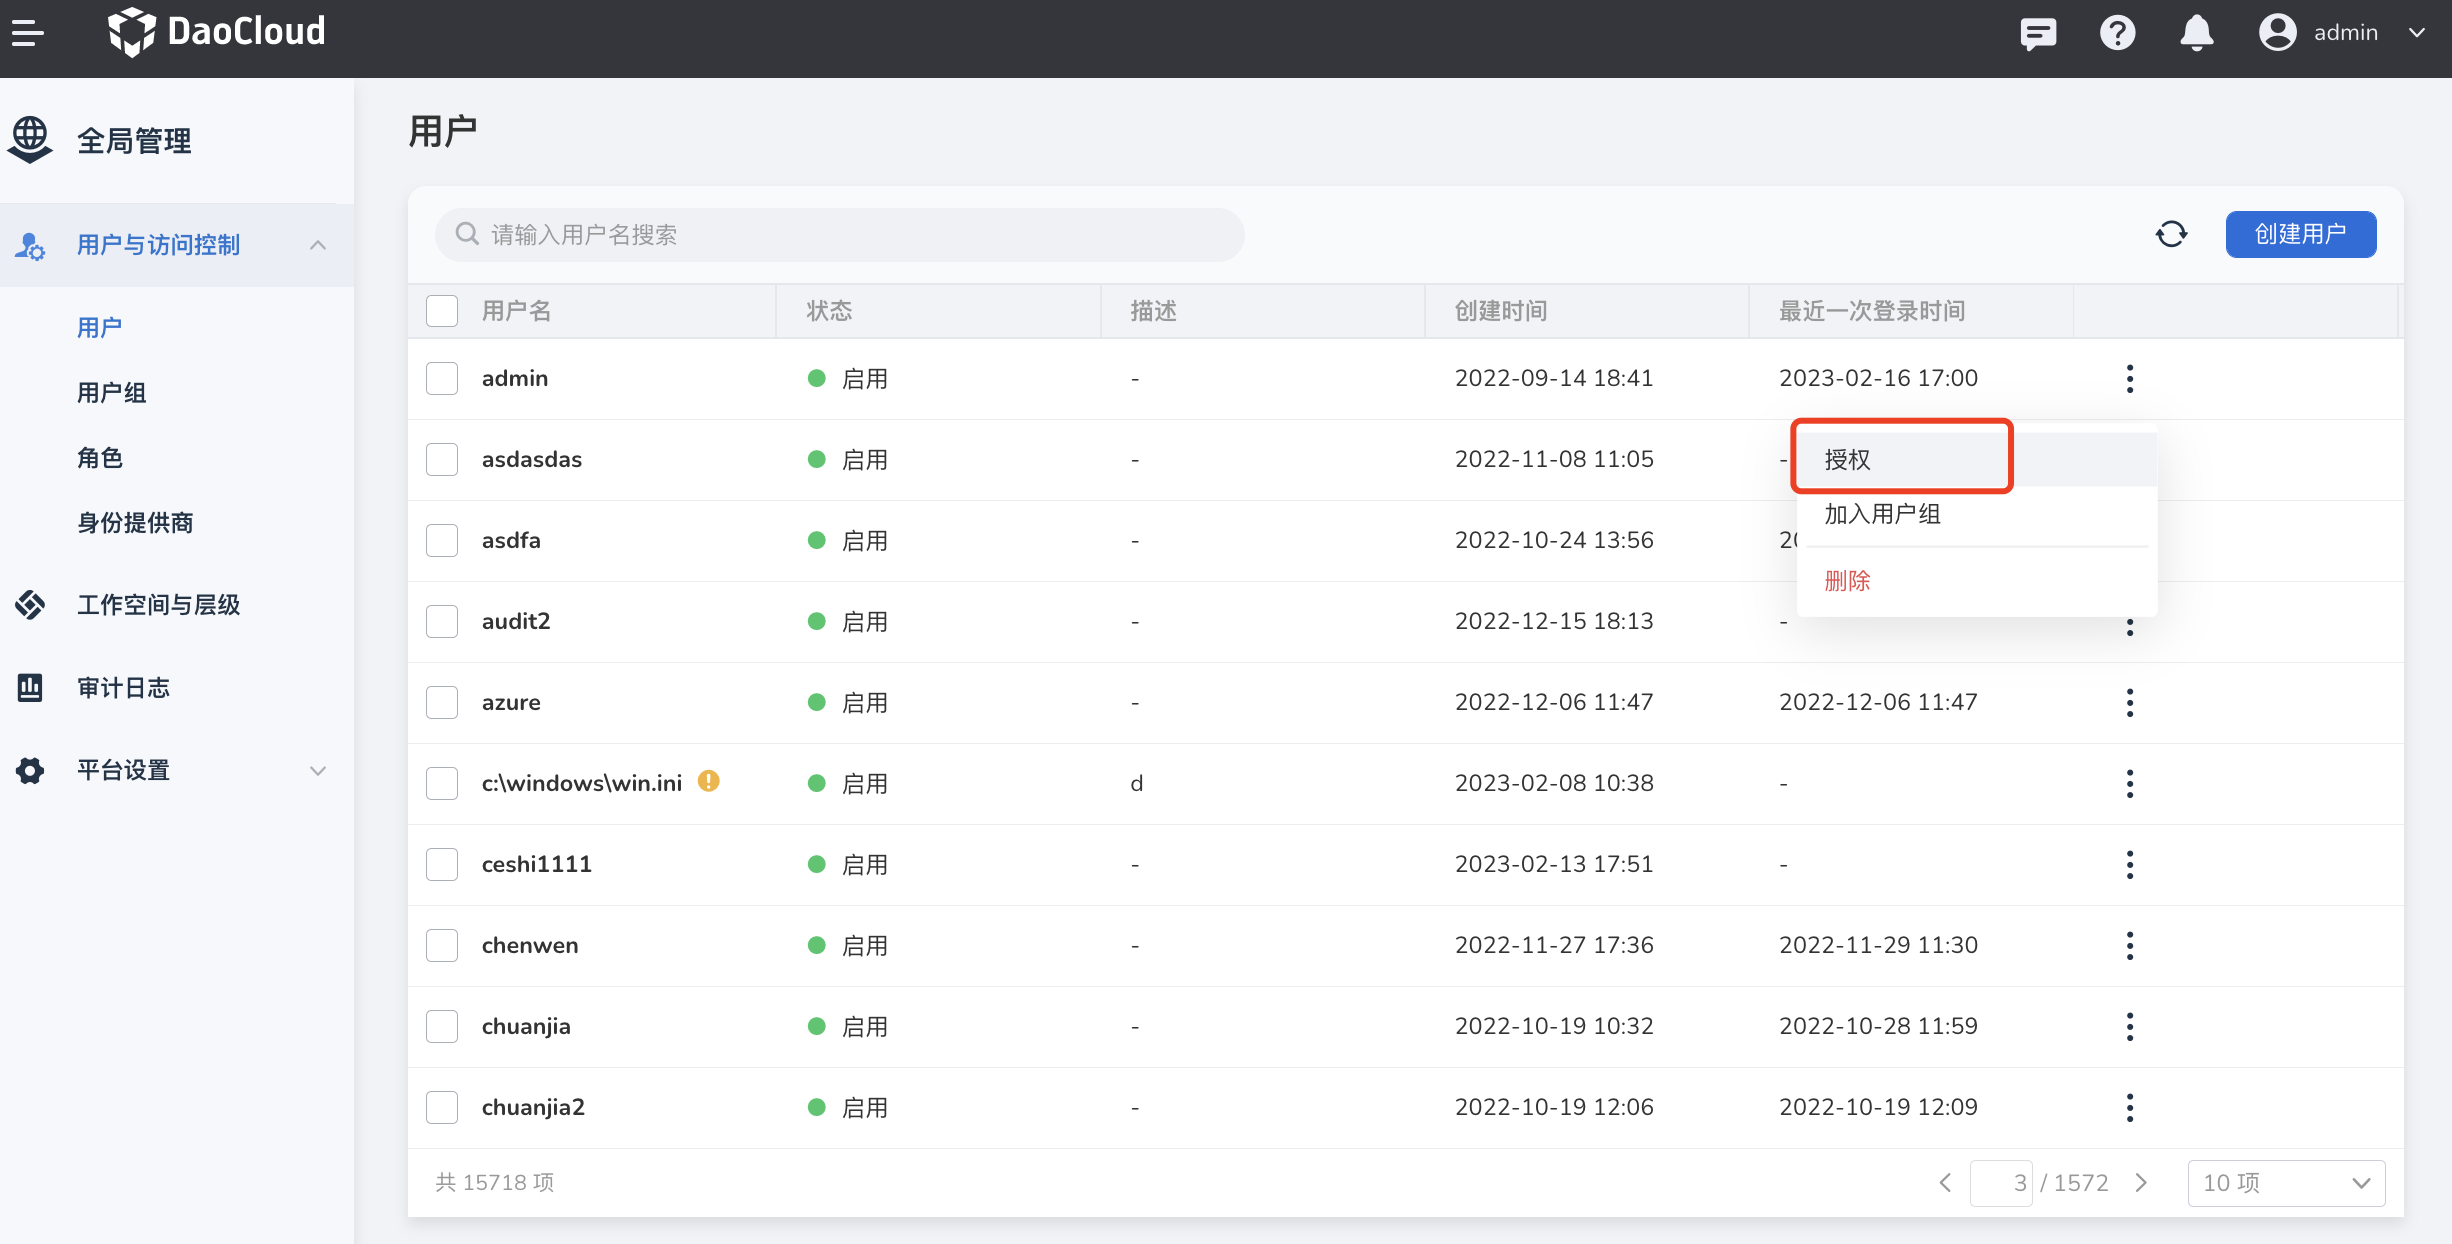 DaoCloud
admin
全局管理
用户与访问控制
用户
用户组
角色
身份提供商
工作空间与层级
审计日志
平台设置
用户
请输入用户名搜索
创建用户
用户名 状态 描述 创建时间 最近一次登录时间
admin 启用 - 2022-09-14 18:41 2023-02-16 17:00
asdasdas 启用 - 2022-11-08 11:05 -
授权
加入用户组
删除
asdfa 启用 - 2022-10-24 13:56
audit2 启用 - 2022-12-15 18:13 -
azure 启用 - 2022-12-06 11:47 2022-12-06 11:47
c:\windows\win.ini 启用 d 2023-02-08 10:38 -
ceshi1111 启用 - 2023-02-13 17:51 -
chenwen 启用 - 2022-11-27 17:36 2022-11-29 11:30
chuanjia 启用 - 2022-10-19 10:32 2022-10-28 11:59
chuanjia2 启用 - 2022-10-19 12:06 2022-10-19 12:09
共 15718 项
3 / 1572
10 项